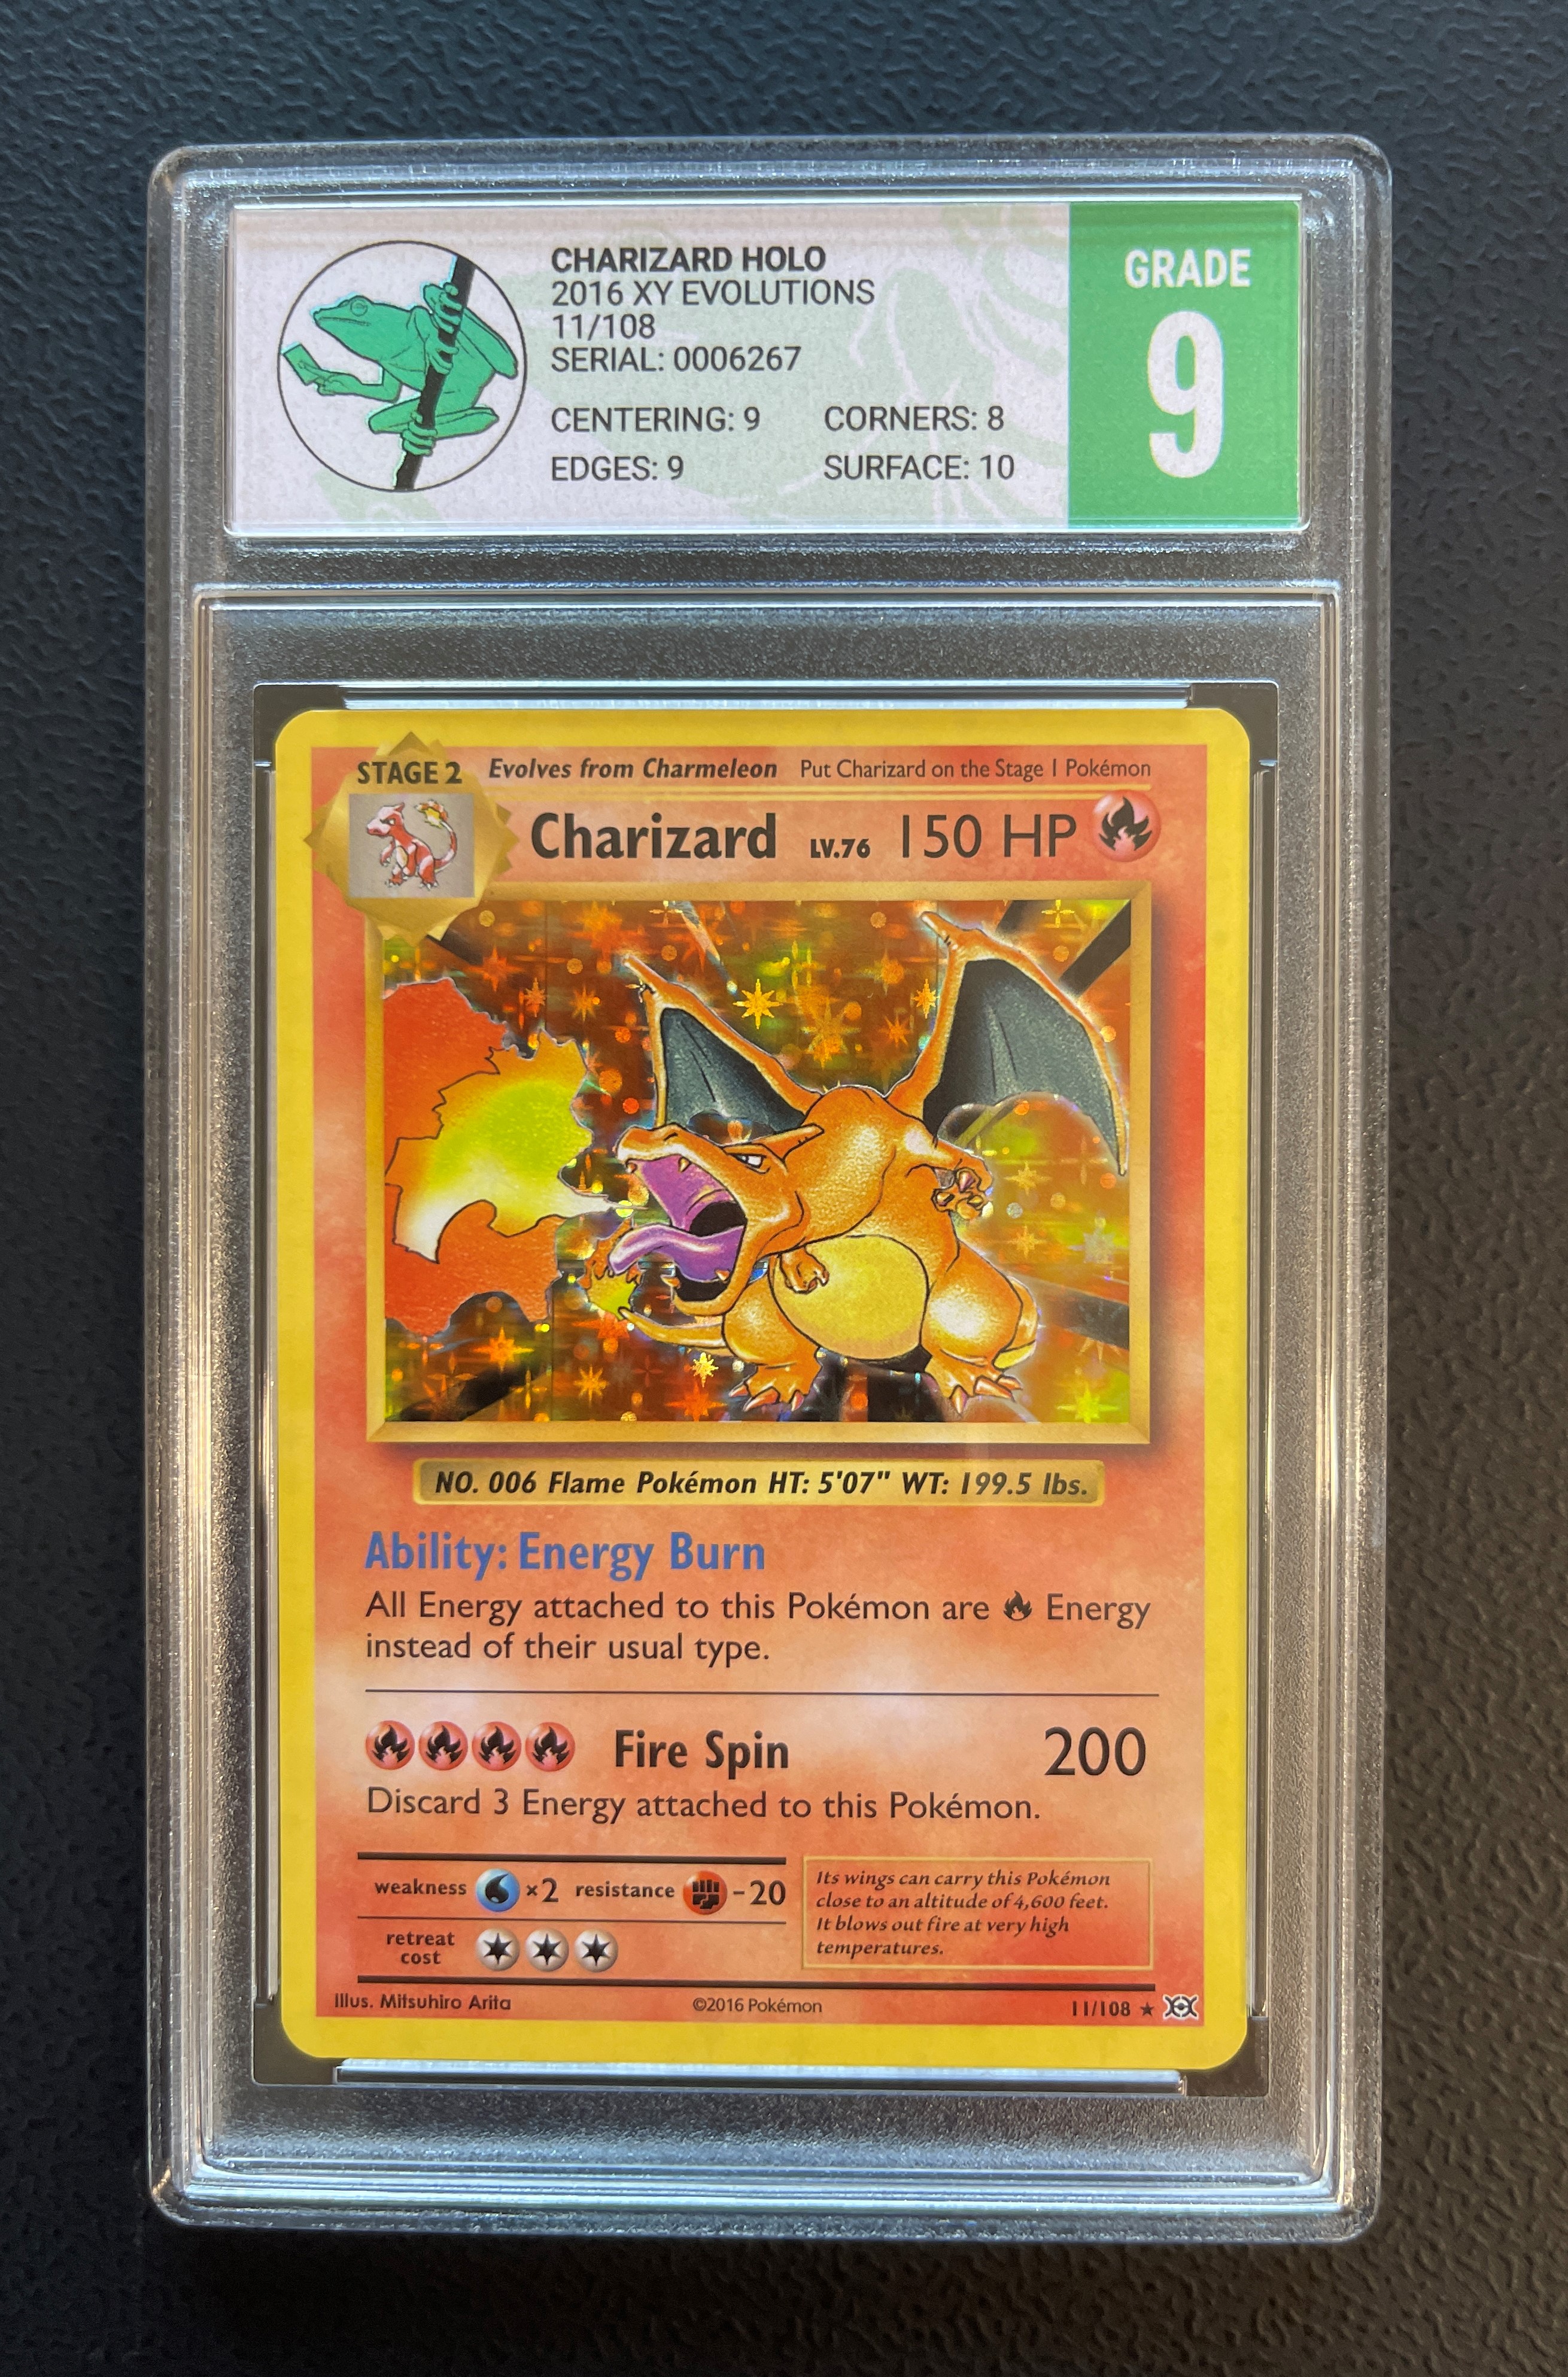 CHARIZARD HOLO
2016 XY EVOLUTIONS
11/108
SERIAL: 0006267
CENTERING: 9 CORNERS: 8
EDGES: 9 SURFACE: 10
GRADE
9
STAGE 2 Evolves from Charmeleon Put Charizard on the Stage 1 Pokémon
Charizard LV.76 150 HP
NO. 006 Flame Pokémon HT: 5'07" WT: 199.5 lbs.
Ability: Energy Burn
All Energy attached to this Pokémon are Energy
instead of their usual type.
Fire Spin 200
Discard 3 Energy attached to this Pokémon.
weakness ×2 resistance -20
retreat
cost
Its wings can carry this Pokémon
close to an altitude of 4,600 feet.
It blows out fire at very high
temperatures.
Illus. Mitsuhiro Arita ©2016 Pokémon 11/108 ★